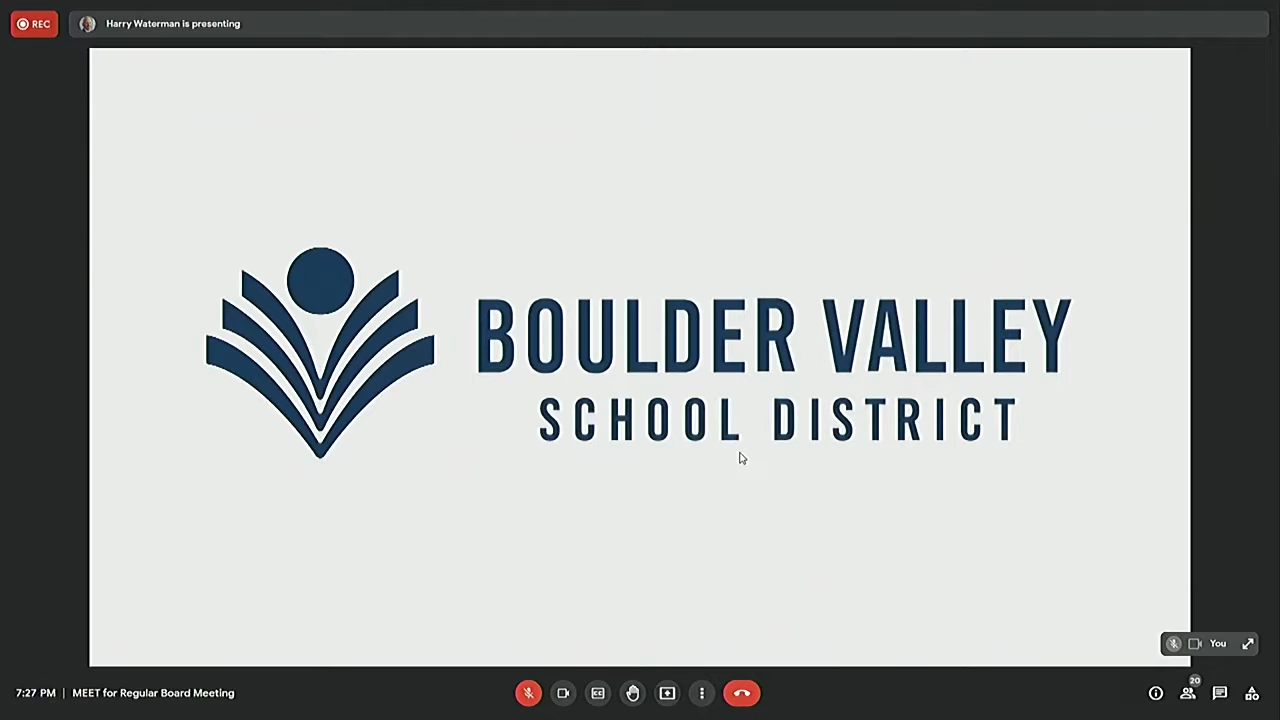 REC
Harry Waterman is presenting
BOULDER VALLEY
SCHOOL DISTRICT
You
7:27 PM | MEET for Regular Board Meeting
CC
20